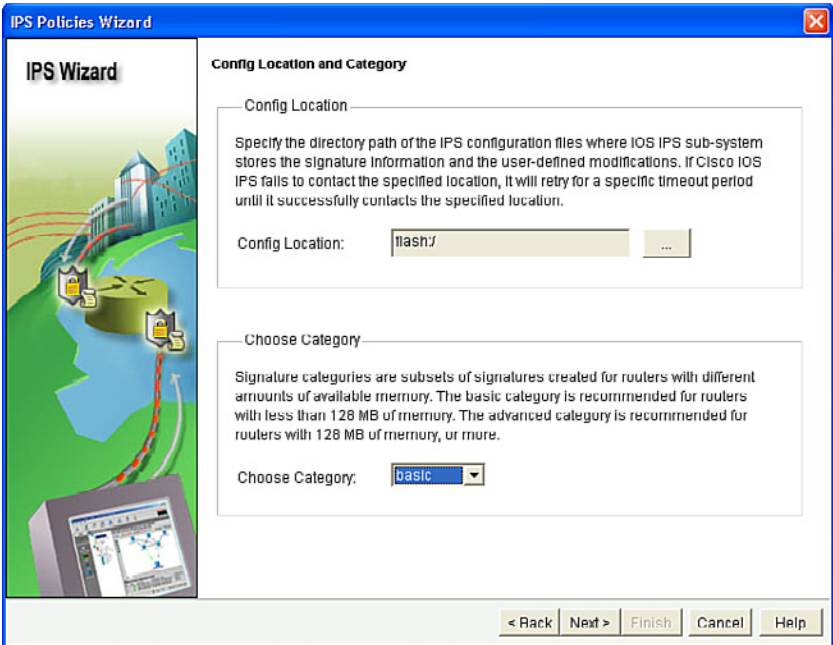 IPS Policies Wizard
IPS Wizard
Config Location and Category
Config Location
Specify the directory path of the IPS configuration files where IOS IPS sub-system
stores the signature information and the user-defined modifications. If Cisco IOS
IPS fails to contact the specified location, it will retry for a specific timeout period
until it successfully contacts the specified location.
Config Location:
flash:/
...
Choose Category
Signature categories are subsets of signatures created for routers with different
amounts of available memory. The basic category is recommended for routers
with less than 128 MB of memory. The advanced category is recommended for
routers with 128 MB of memory, or more.
Choose Category:
basic
< Back
Next >
Finish
Cancel
Help